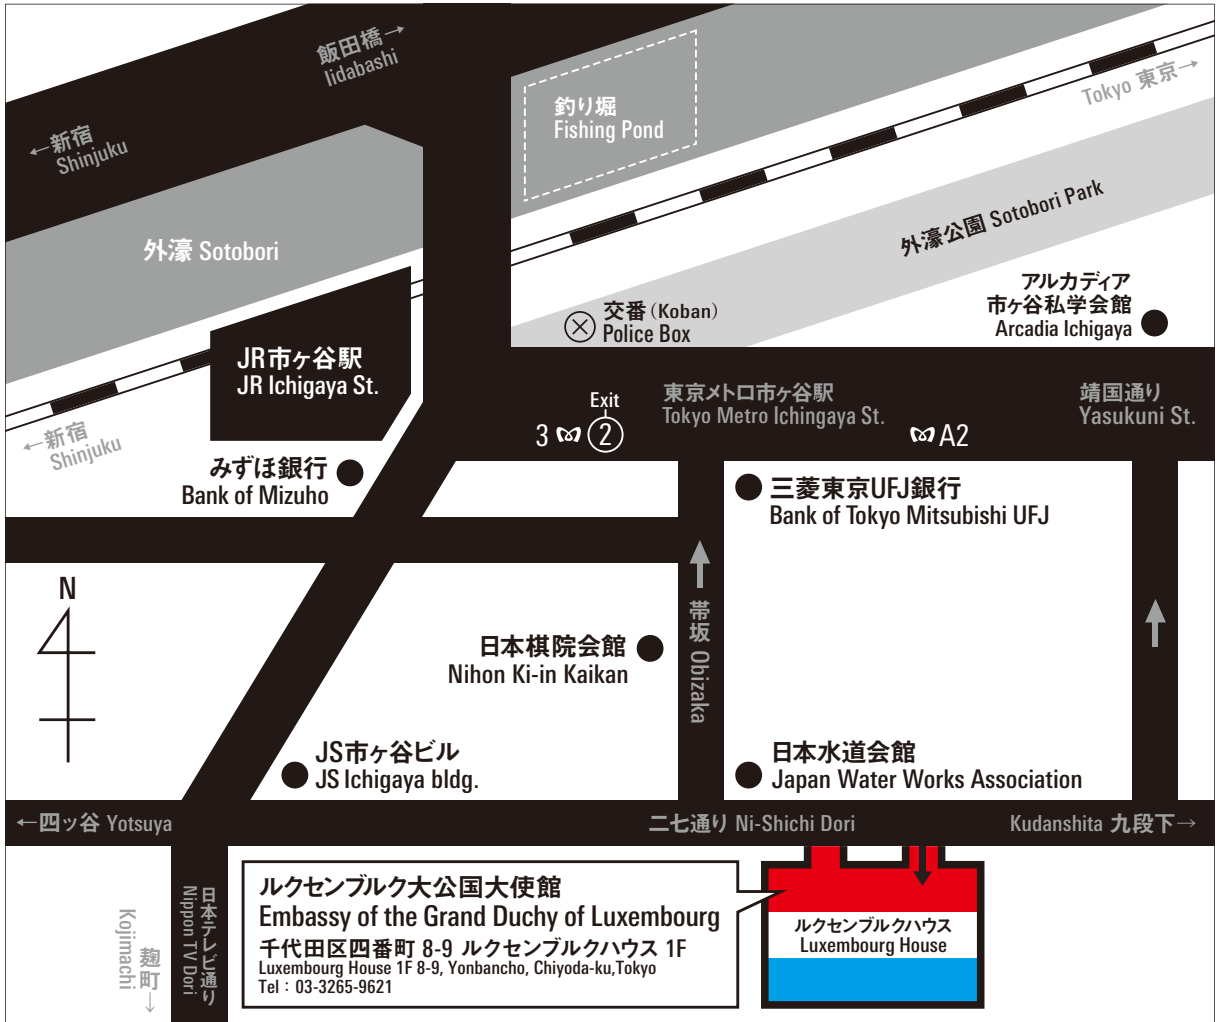 飯田橋→
Iidabashi
←新宿
Shinjuku
釣り堀
Fishing Pond
Tokyo 東京→
外濠 Sotobori
外濠公園 Sotobori Park
アルカディア
市ヶ谷私学会館
Arcadia Ichigaya
交番(Koban)
Police Box
JR市ヶ谷駅
JR Ichigaya St.
←新宿
Shinjuku
Exit
3 2
東京メトロ市ヶ谷駅
Tokyo Metro Ichingaya St.
A2
靖国通り
Yasukuni St.
みずほ銀行
Bank of Mizuho
三菱東京UFJ銀行
Bank of Tokyo Mitsubishi UFJ
N
帯坂 Obizaka
日本棋院会館
Nihon Ki-in Kaikan
JS市ヶ谷ビル
JS Ichigaya bldg.
日本水道会館
Japan Water Works Association
←四ッ谷 Yotsuya
二七通り Ni-Shichi Dori
Kudanshita 九段下→
日本テレビ通り
Nippon TV Dori
麹町→
Kojimachi
ルクセンブルク大公国大使館
Embassy of the Grand Duchy of Luxembourg
千代田区四番町 8-9 ルクセンブルクハウス 1F
Luxembourg House 1F 8-9, Yonbancho, Chiyoda-ku,Tokyo
Tel : 03-3265-9621
ルクセンブルクハウス
Luxembourg House